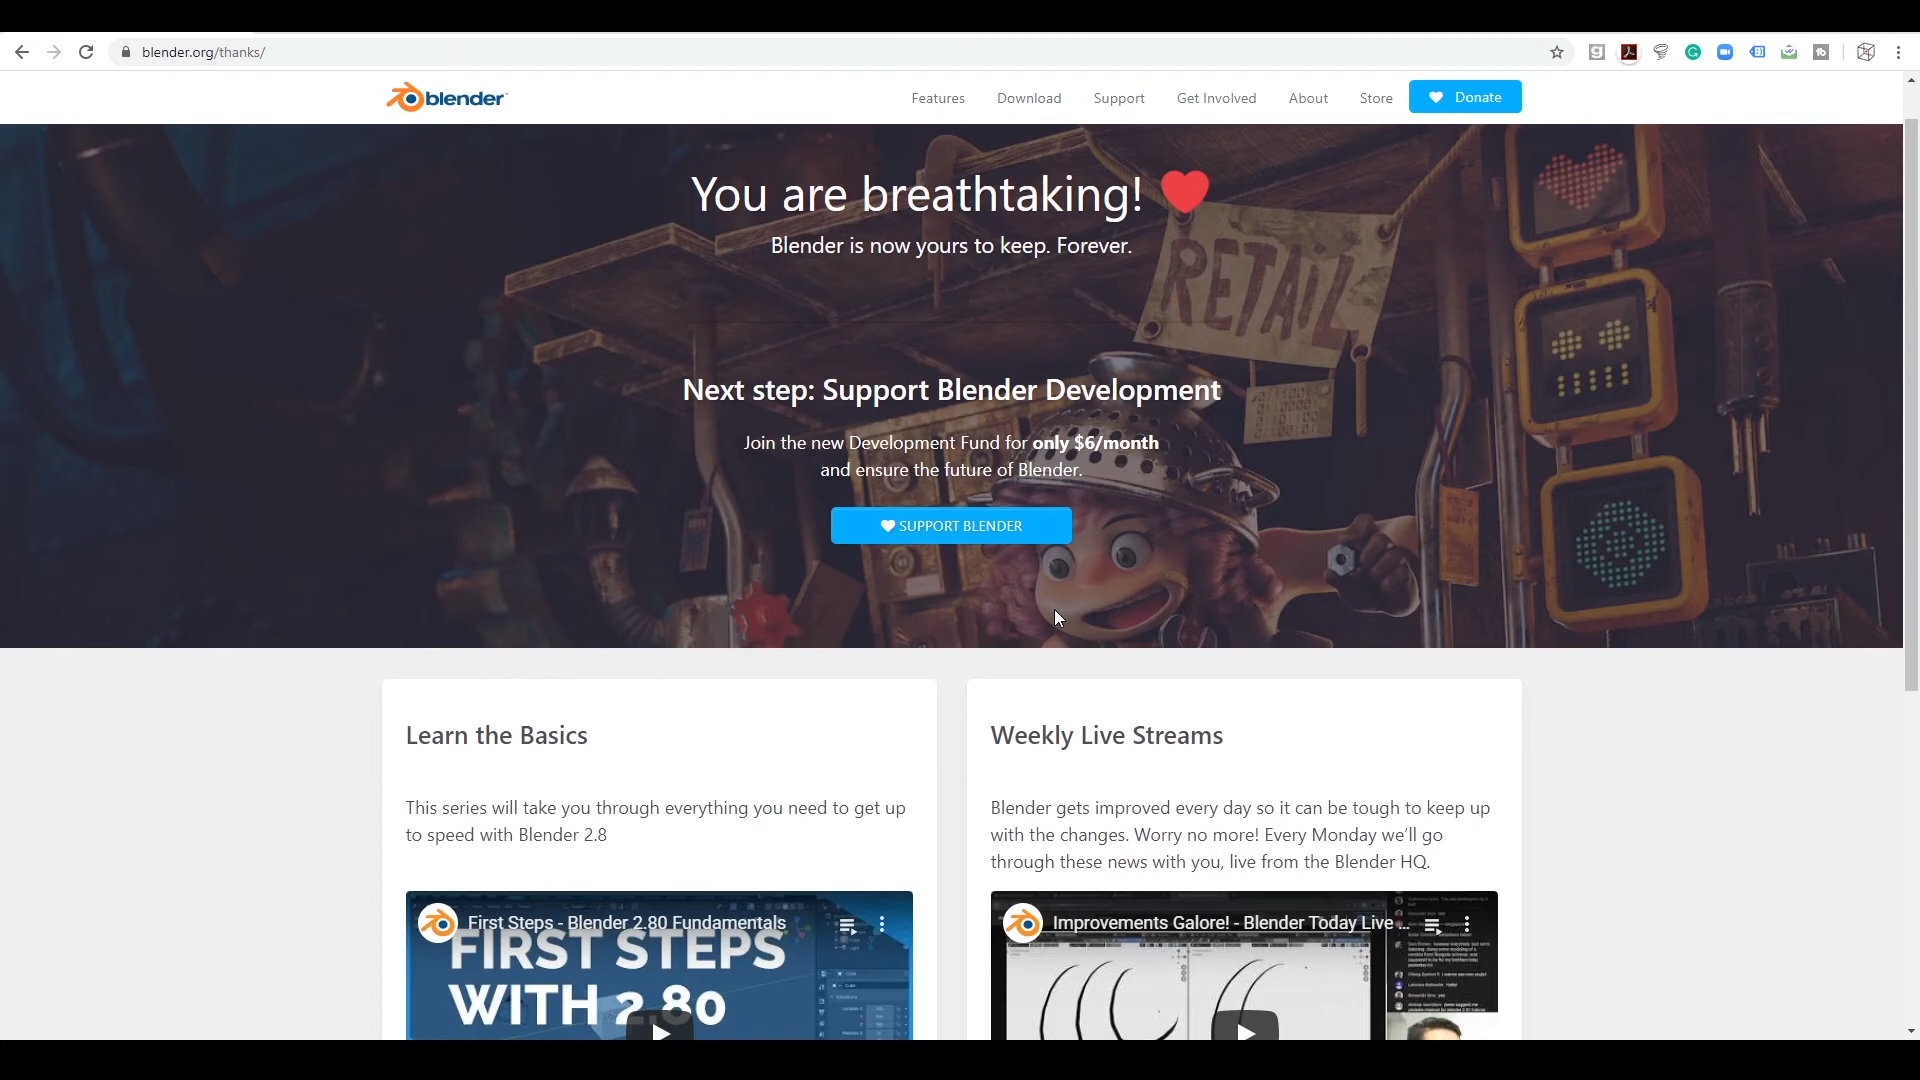 blender.org/thanks/
blender
Features
Download
Support
Get Involved
About
Store
Donate
You are breathtaking!
Blender is now yours to keep. Forever.
RETAIL
Next step: Support Blender Development
Join the new Development Fund for only $6/month
and ensure the future of Blender.
SUPPORT BLENDER
Learn the Basics
This series will take you through everything you need to get up
to speed with Blender 2.8
First Steps - Blender 2.80 Fundamentals
FIRST STEPS
WITH 2.80
Weekly Live Streams
Blender gets improved every day so it can be tough to keep up
with the changes. Worry no more! Every Monday we’ll go
through these news with you, live from the Blender HQ.
Improvements Galore! - Blender Today Live ...